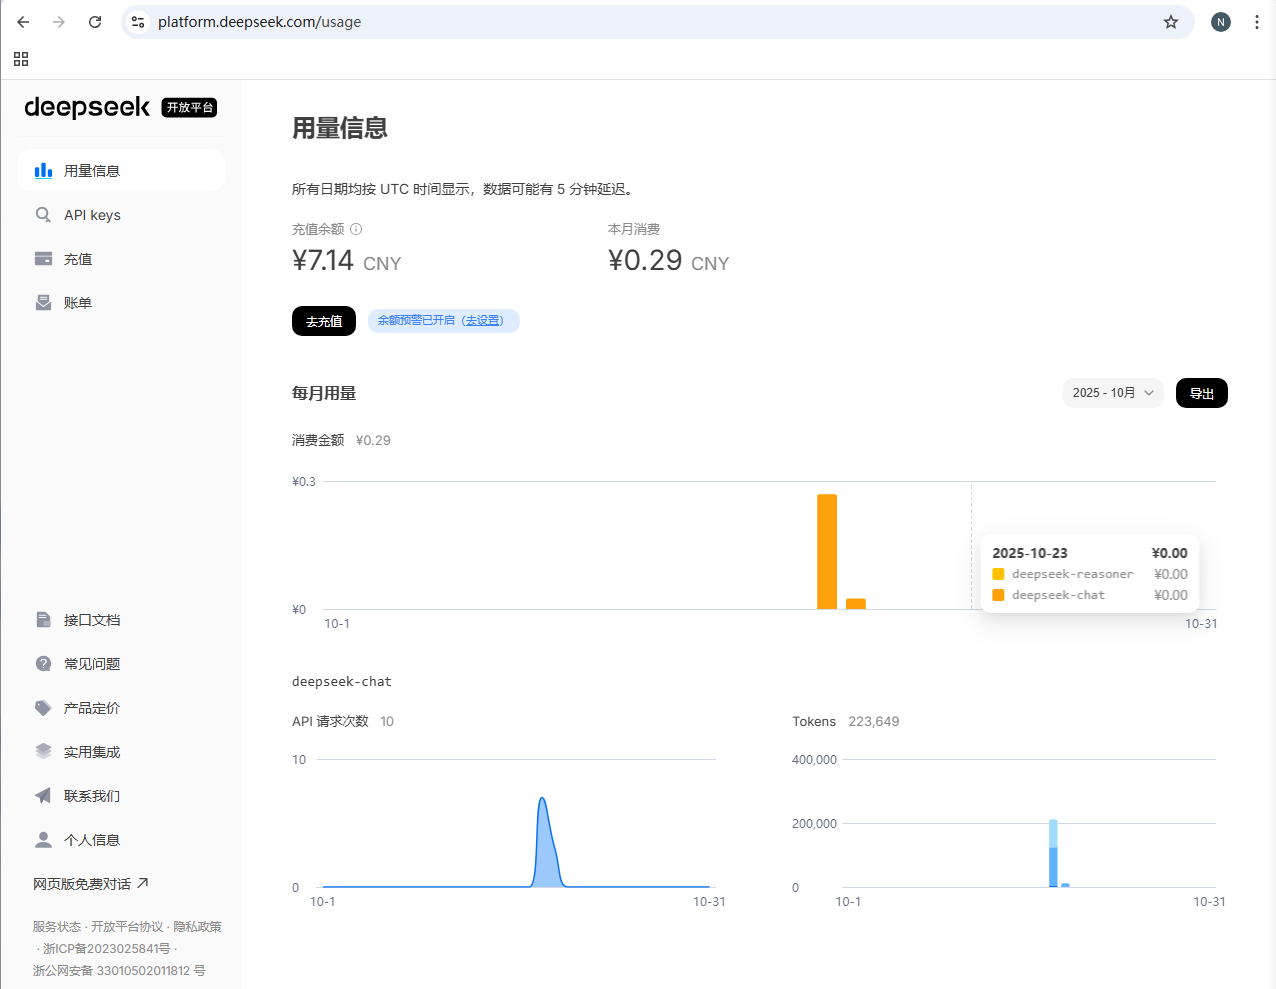 platform.deepseek.com/usage
N
deepseek 开放平台
用量信息
API keys
充值
账单
接口文档
常见问题
产品定价
实用集成
联系我们
个人信息
网页版免费对话
服务状态 · 开放平台协议 · 隐私政策
· 浙ICP备2023025841号 ·
浙公网安备 33010502011812 号
用量信息
所有日期均按 UTC 时间显示，数据可能有 5 分钟延迟。
充值余额
¥7.14 CNY
本月消费
¥0.29 CNY
去充值
余额预警已开启（去设置）
每月用量
2025 - 10月
导出
消费金额 ¥0.29
¥0.3
¥0
10-1
10-31
2025-10-23 ¥0.00
deepseek-reasoner ¥0.00
deepseek-chat ¥0.00
deepseek-chat
API 请求次数 10
10
0
10-1
10-31
Tokens 223,649
400,000
200,000
0
10-1
10-31